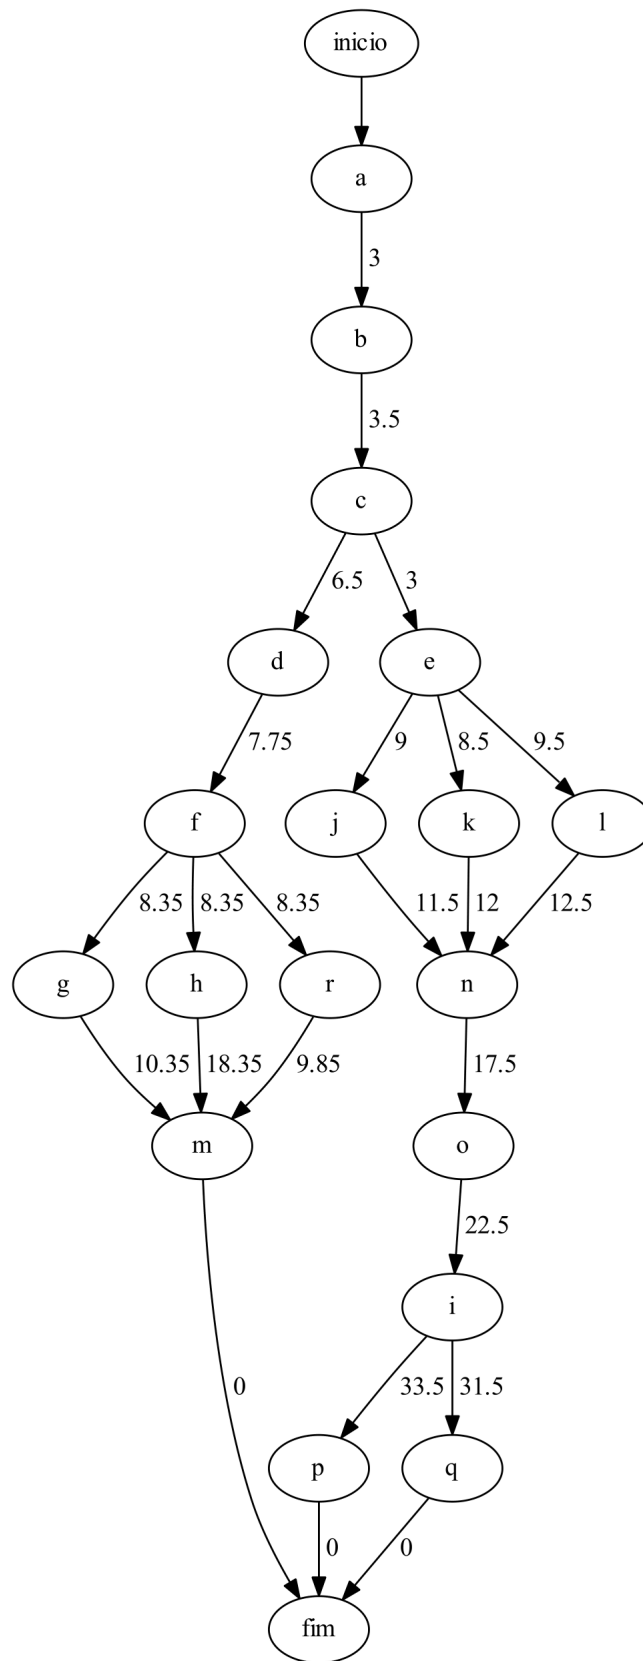 inicio
a
3
b
3.5
c
6.5 3
d e
7.75 9 8.5 9.5
f j k l
8.35 8.35 8.35 11.5 12 12.5
g h r n
10.35 18.35 9.85 17.5
m o
22.5
i
0 33.5 31.5
p q
0 0
fim